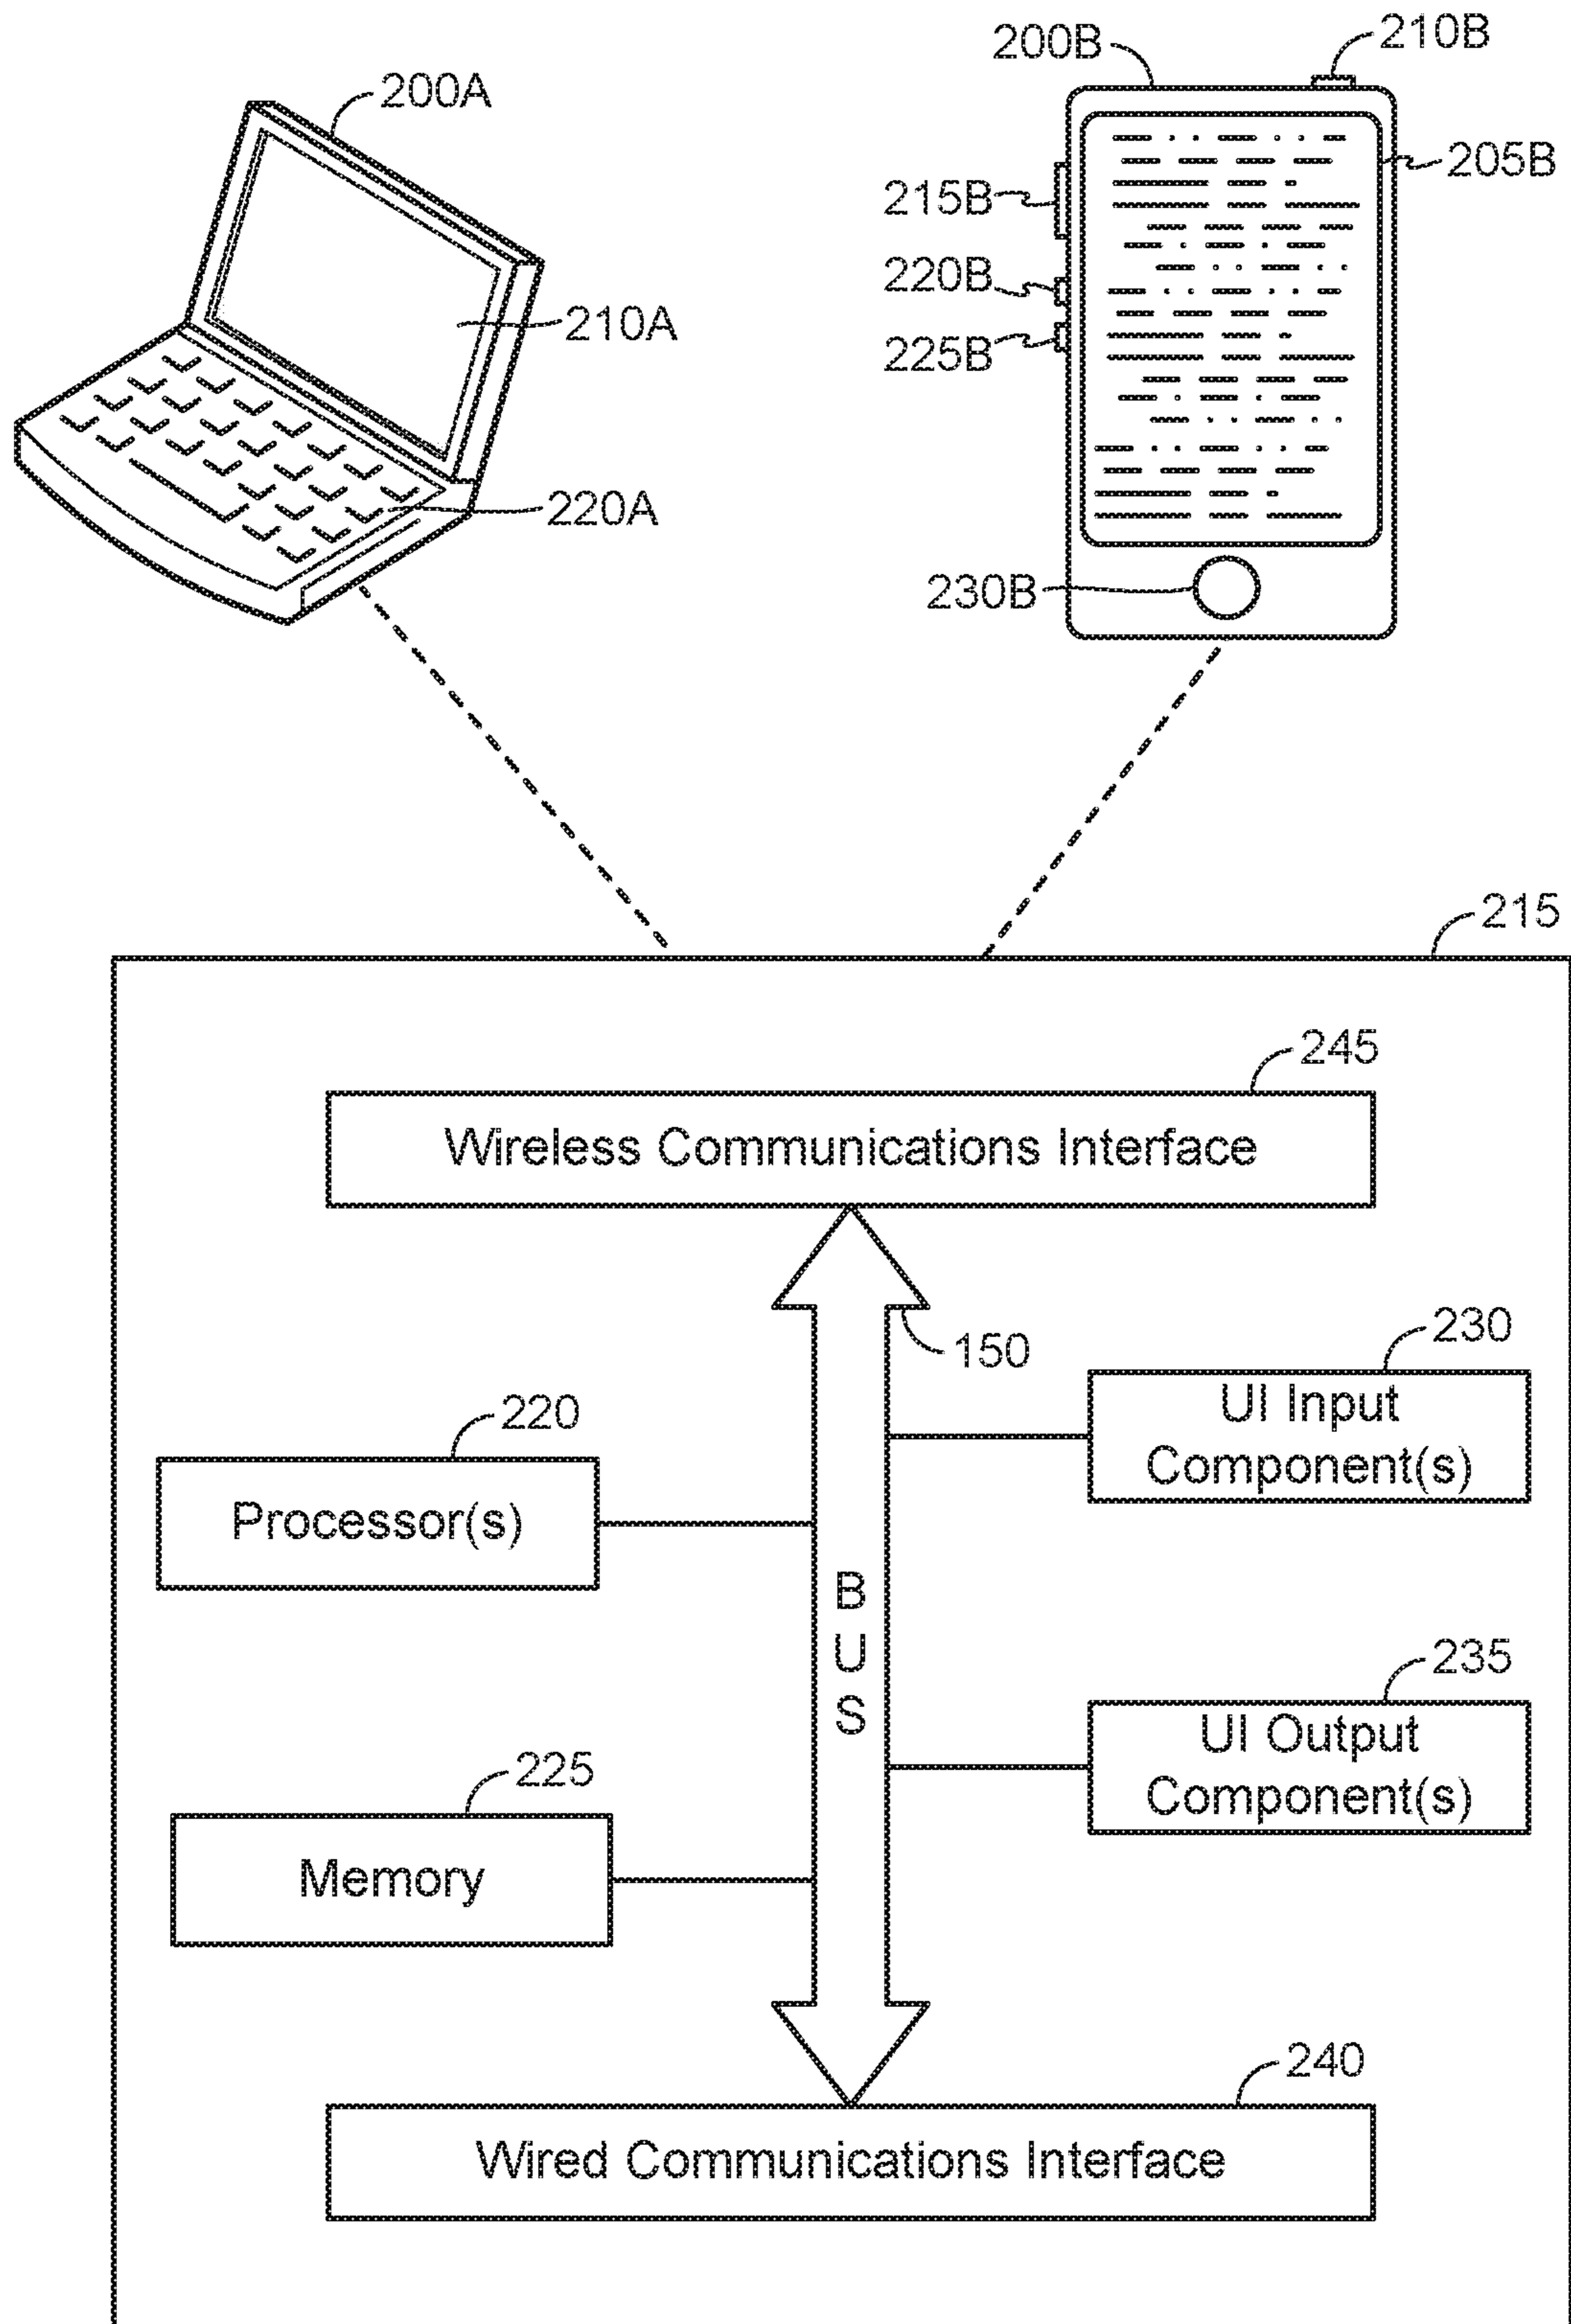 200A
210A
220A
200B
210B
205B
215B
220B
225B
230B
215
245
Wireless Communications Interface
150
230
UI Input
Component(s)
220
Processor(s)
B
U
S
235
UI Output
Component(s)
225
Memory
240
Wired Communications Interface